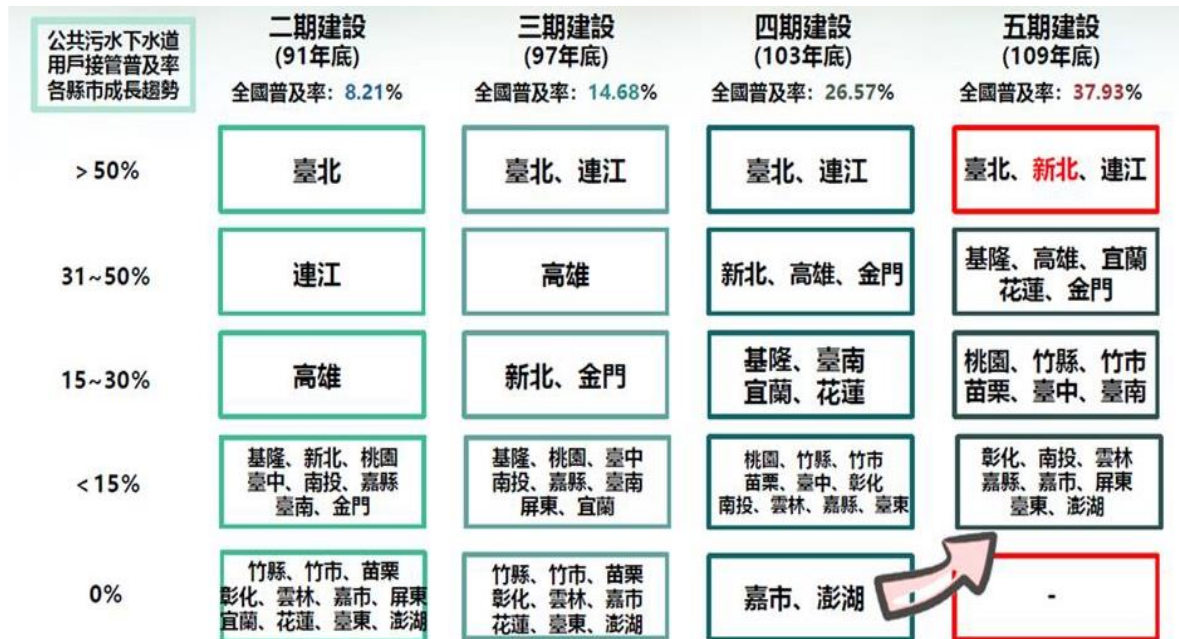 公共污水下水道
用戶接管普及率
各縣市成長趨勢
二期建設
(91年底)
全國普及率：8.21%
三期建設
(97年底)
全國普及率：14.68%
四期建設
(103年底)
全國普及率：26.57%
五期建設
(109年底)
全國普及率：37.93%
> 50%
臺北
臺北、連江
臺北、連江
臺北、新北、連江
31~50%
連江
高雄
新北、高雄、金門
基隆、高雄、宜蘭
花蓮、金門
15~30%
高雄
新北、金門
基隆、臺南
宜蘭、花蓮
桃園、竹縣、竹市
苗栗、臺中、臺南
<15%
基隆、新北、桃園
臺中、南投、嘉縣
臺南、金門
基隆、桃園、臺中
南投、嘉縣、臺南
屏東、宜蘭
桃園、竹縣、竹市
苗栗、臺中、彰化
南投、雲林、嘉縣、臺東
彰化、南投、雲林
嘉縣、嘉市、屏東
臺東、澎湖
0%
竹縣、竹市、苗栗
彰化、雲林、嘉市、屏東
宜蘭、花蓮、臺東、澎湖
竹縣、竹市、苗栗
彰化、雲林、嘉市
花蓮、臺東、澎湖
嘉市、澎湖
-